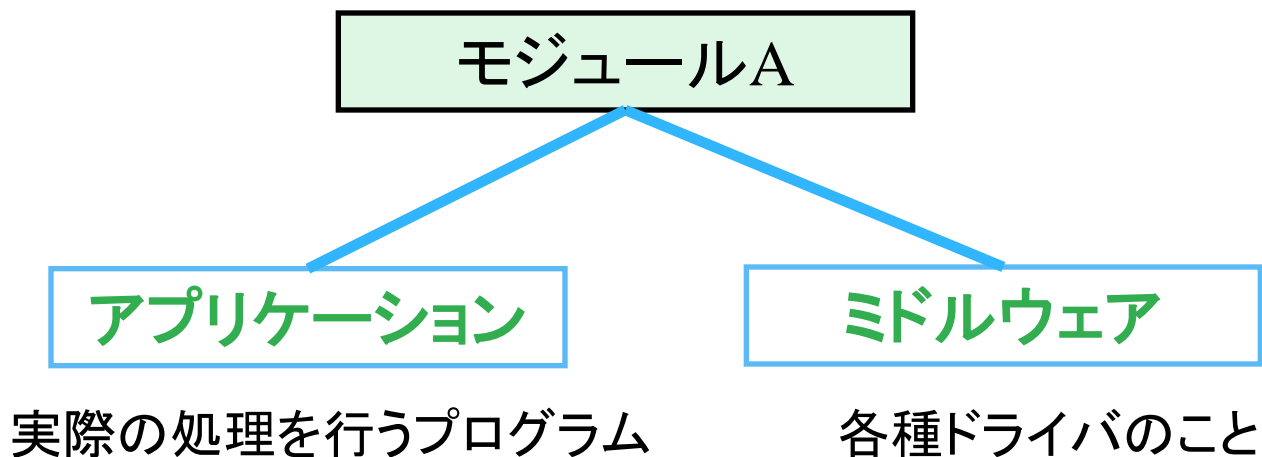 モジュールA
アプリケーション
ミドルウェア
実際の処理を行うプログラム
各種ドライバのこと